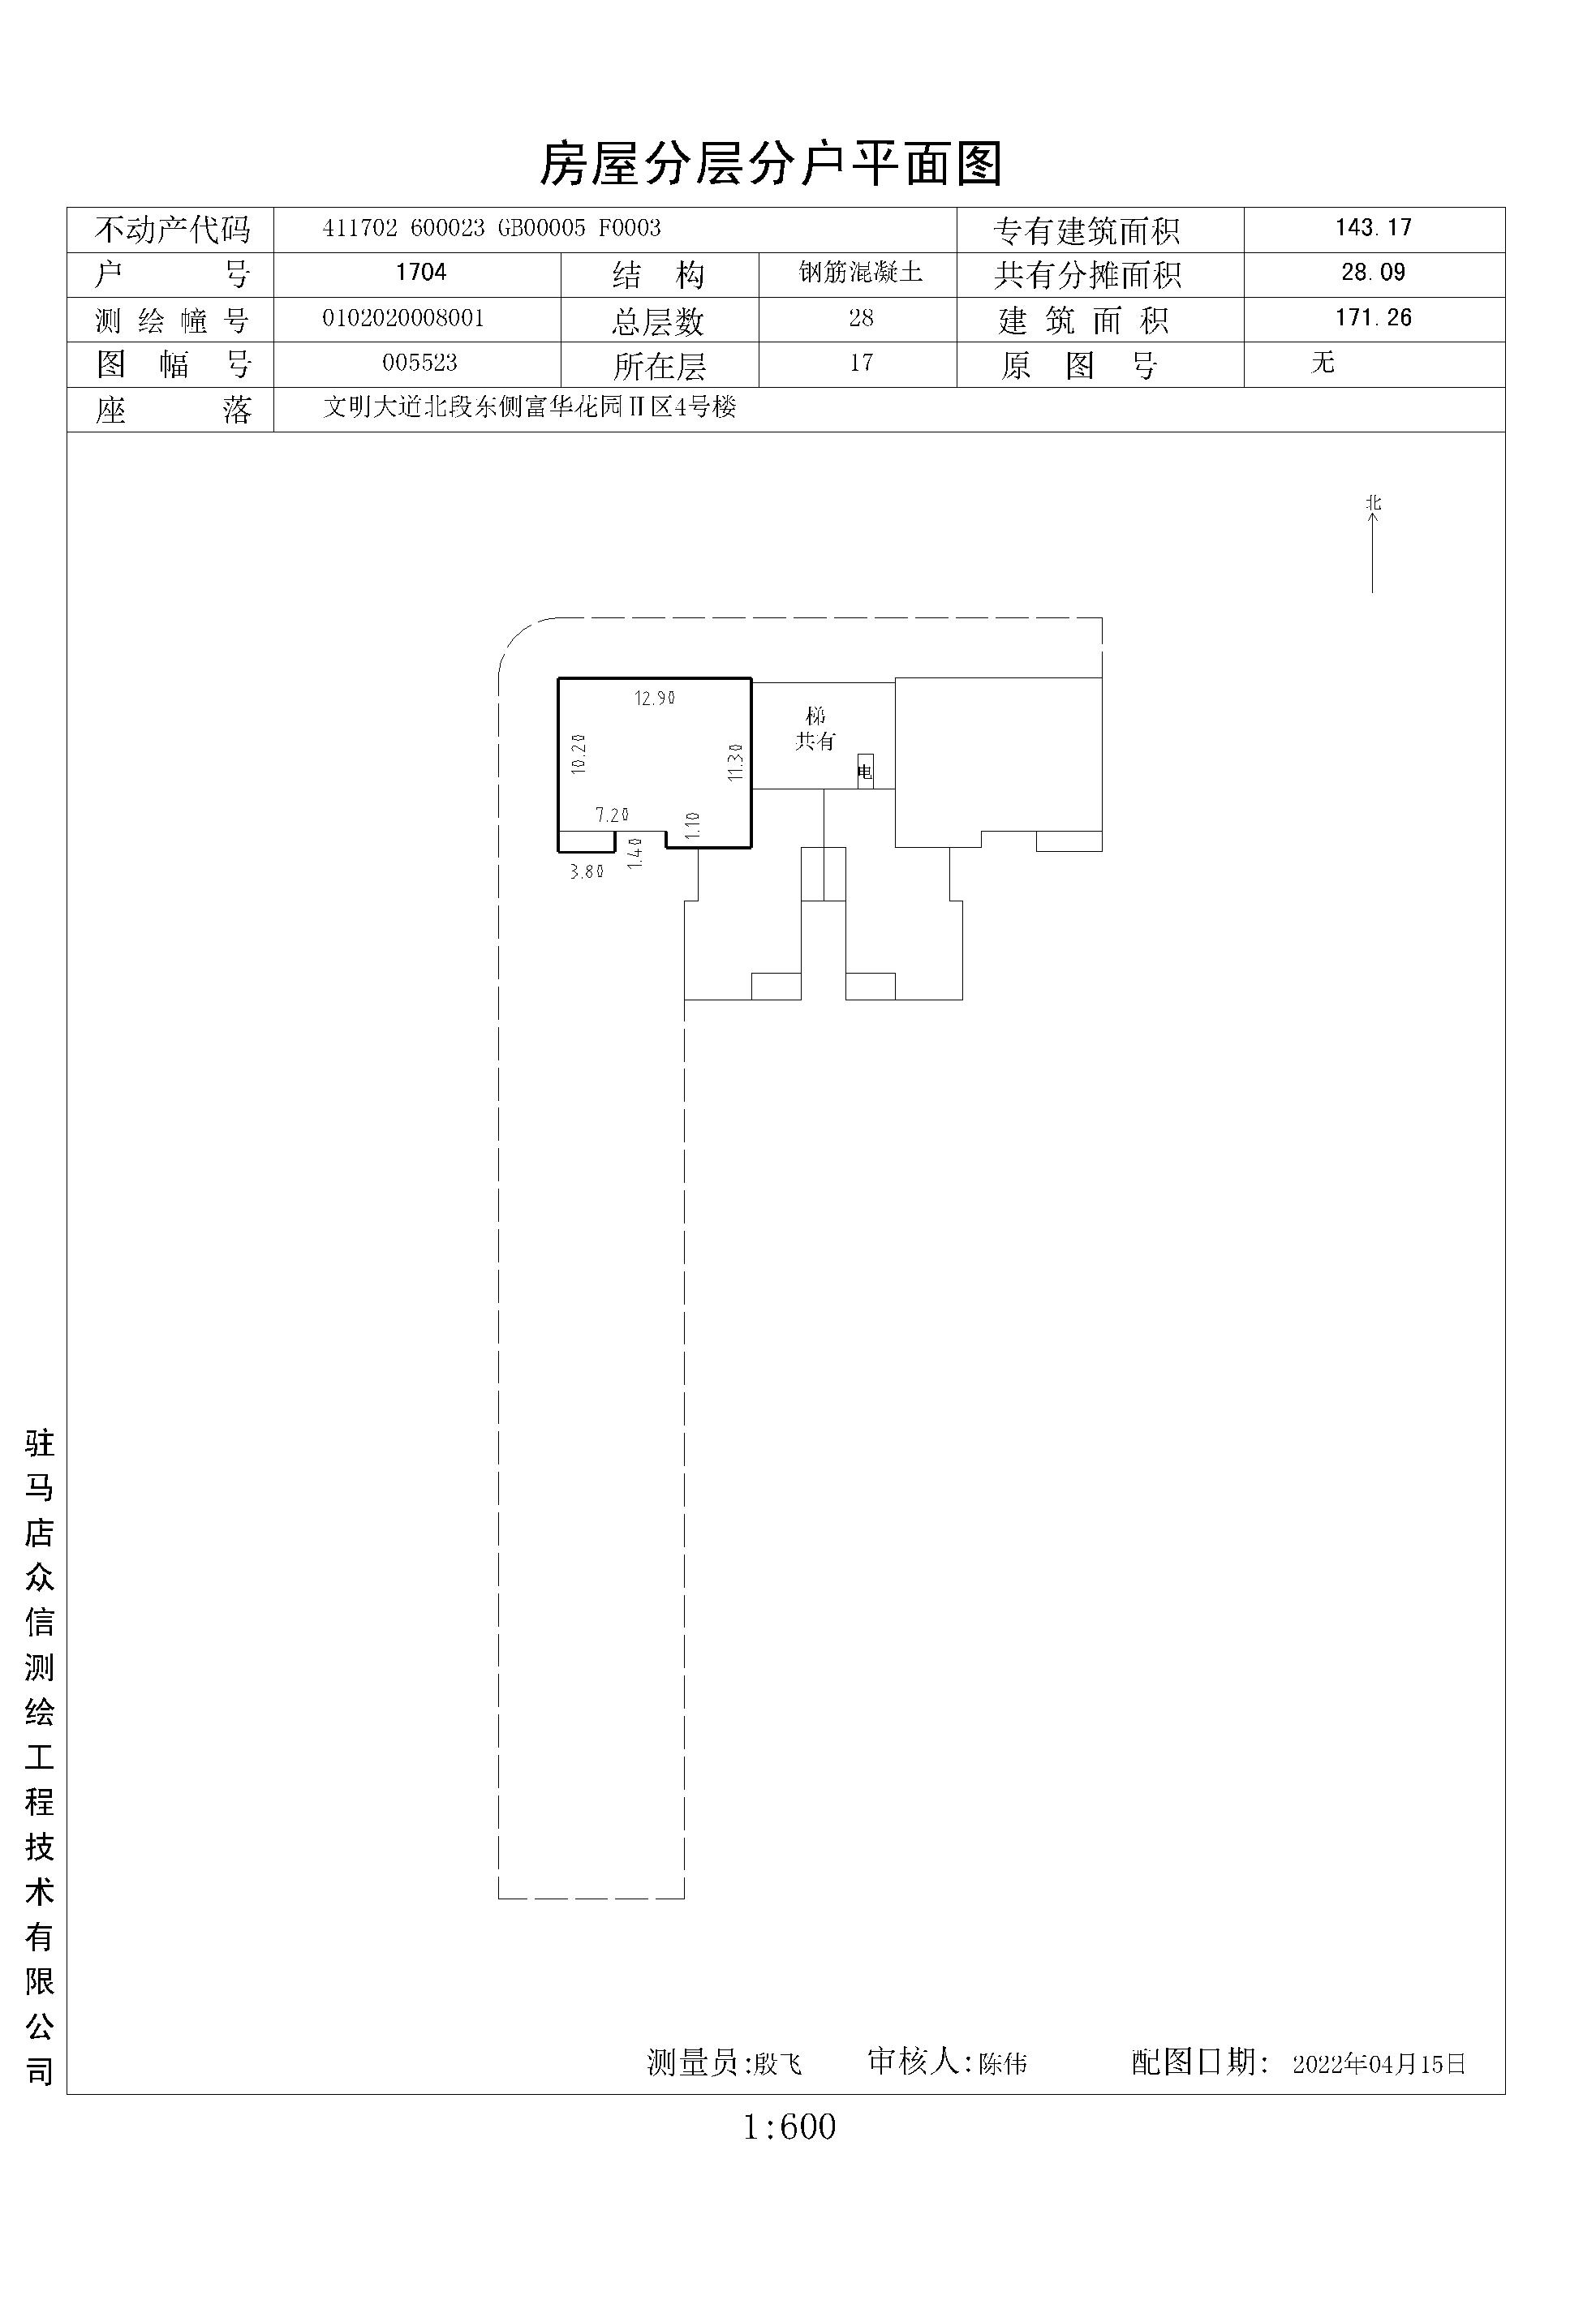 房屋分层分户平面图
不动产代码 411702 600023 GB00005 F0003 专有建筑面积 143.17
户 号 1704 结 构 钢筋混凝土 共有分摊面积 28.09
测 绘 幢 号 0102020008001 总层数 28 建 筑 面 积 171.26
图 幅 号 005523 所在层 17 原 图 号 无
座 落 文明大道北段东侧富华花园Ⅱ区4号楼
北
12.90
梯
共有
10.20
11.30
电
7.20
1.10
1.40
3.80
驻马店众信测绘工程技术有限公司
测量员:殷飞 审核人:陈伟 配图日期: 2022年04月15日
1:600